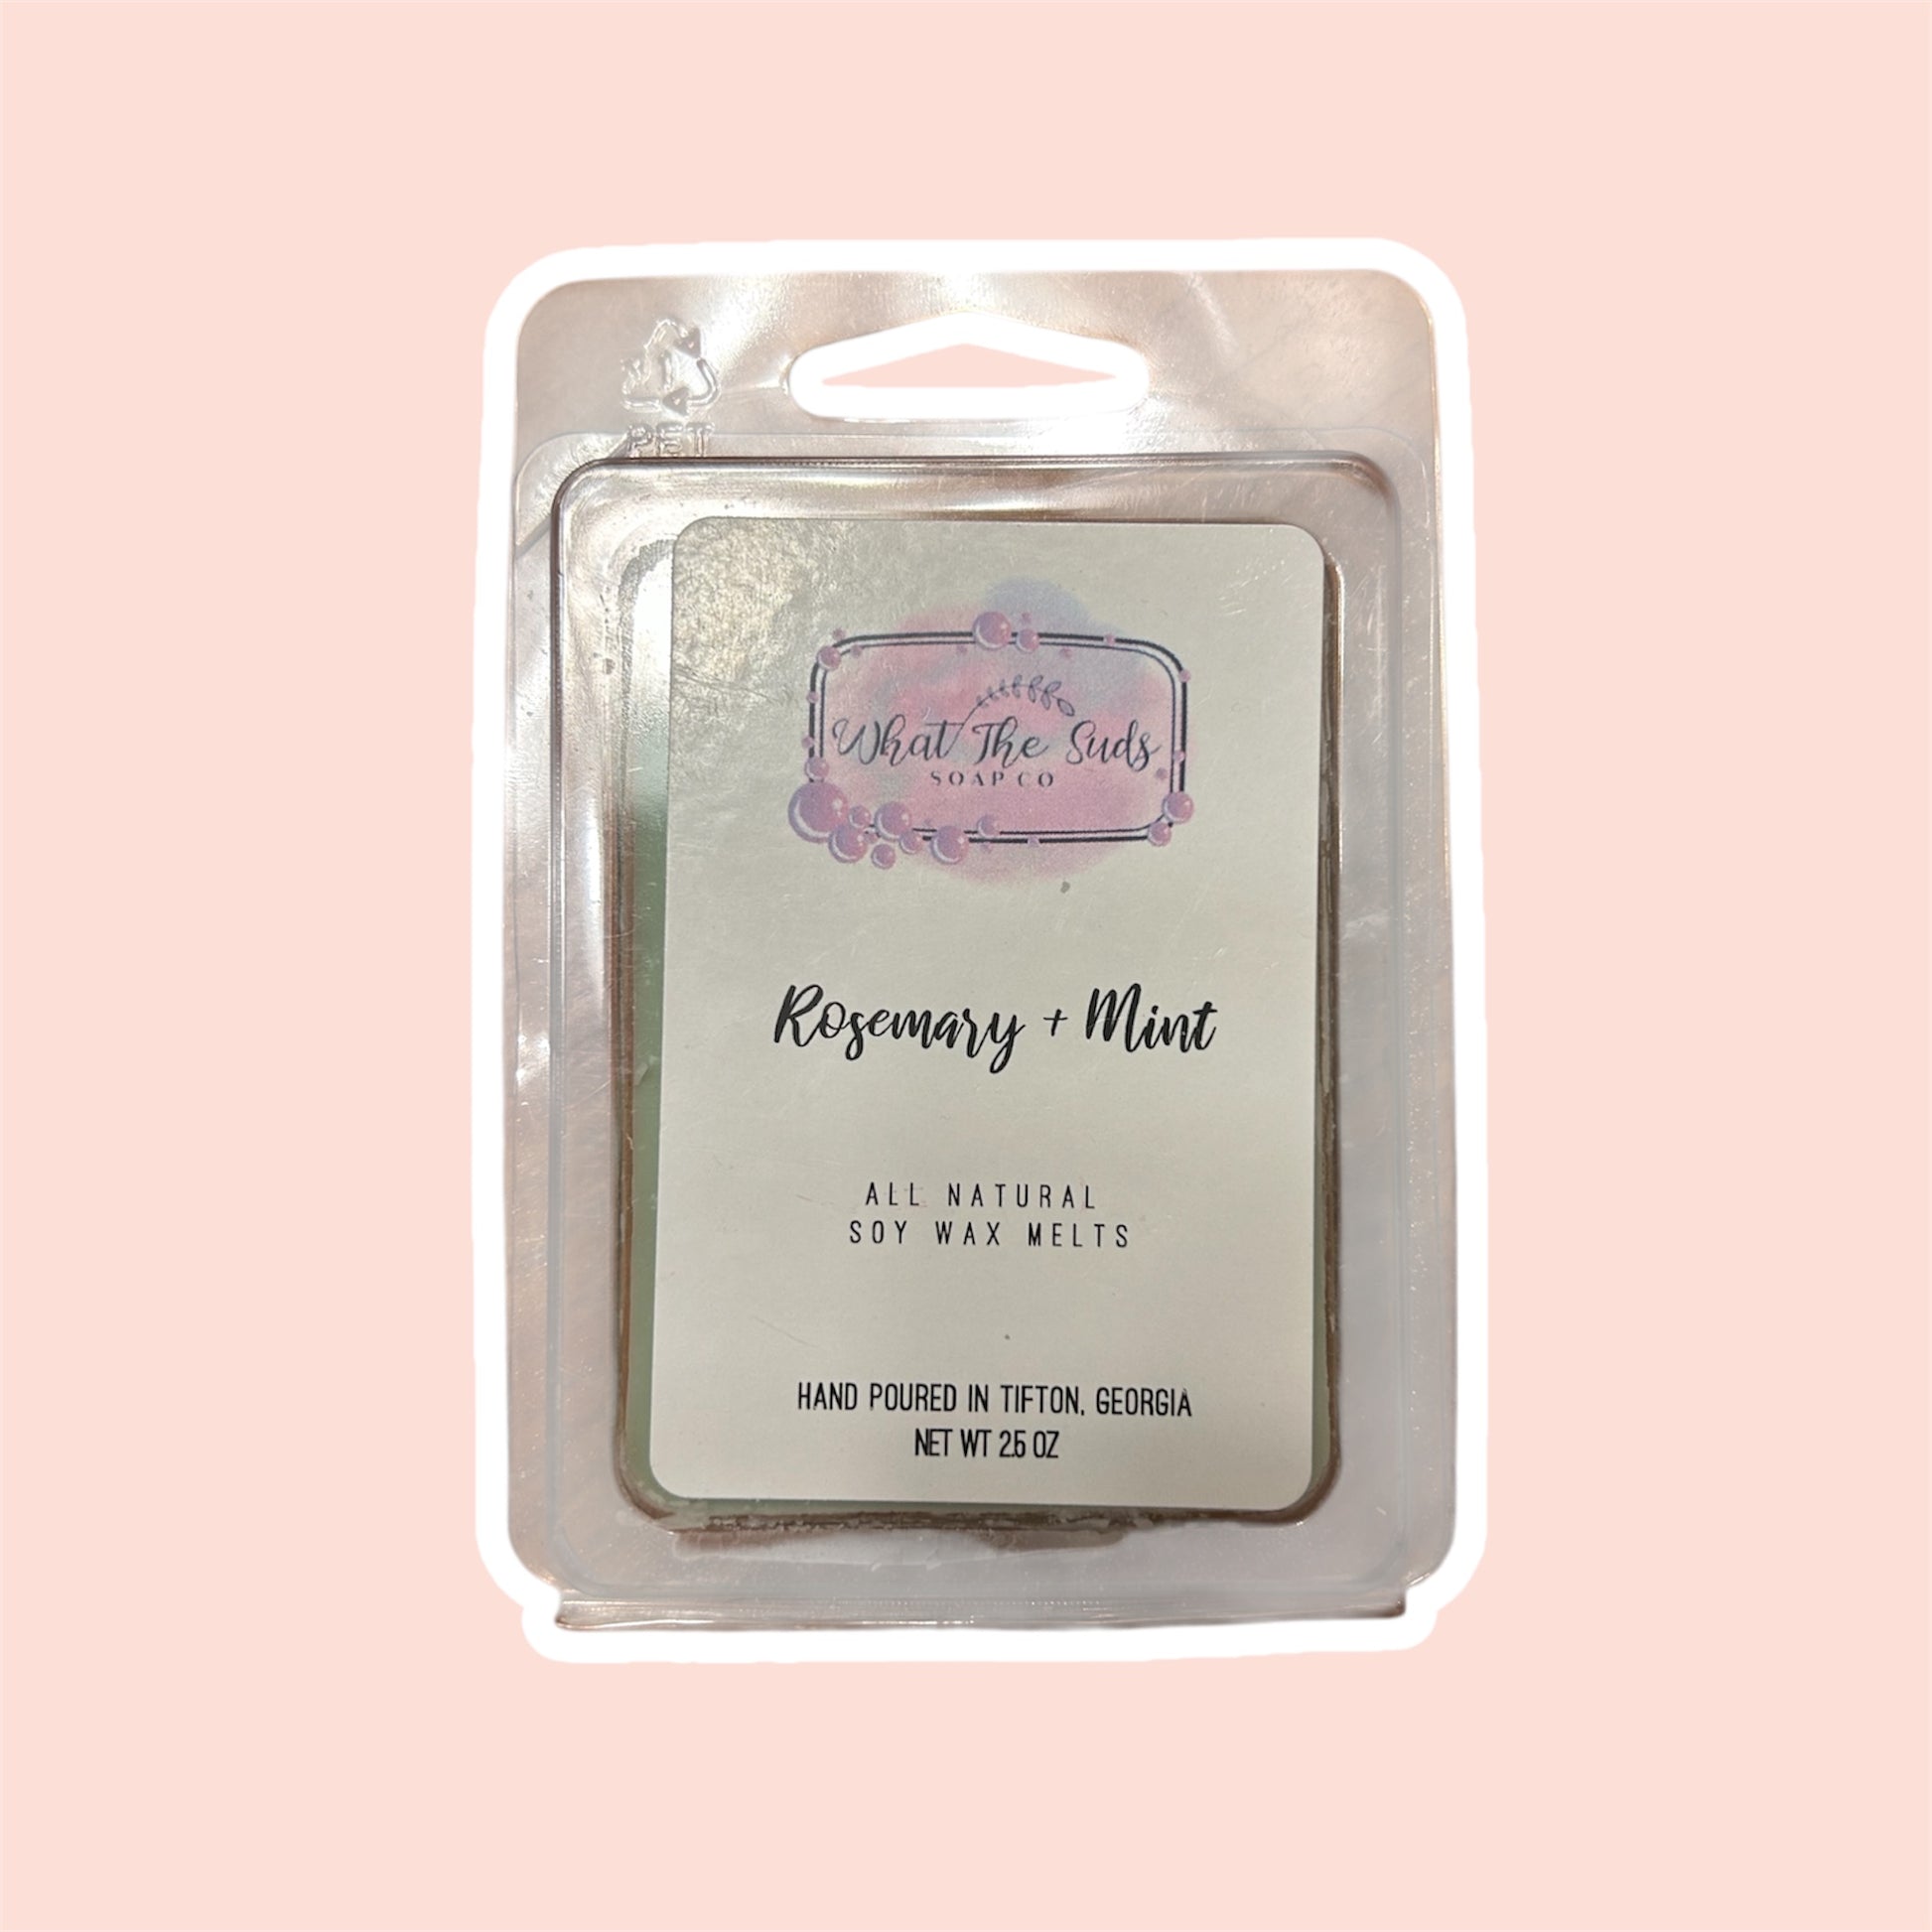 1
PET
What The Suds
SOAP CO
Rosemary + Mint
ALL NATURAL
SOY WAX MELTS
HAND POURED IN TIFTON, GEORGIA
NET WT 2.5 OZ